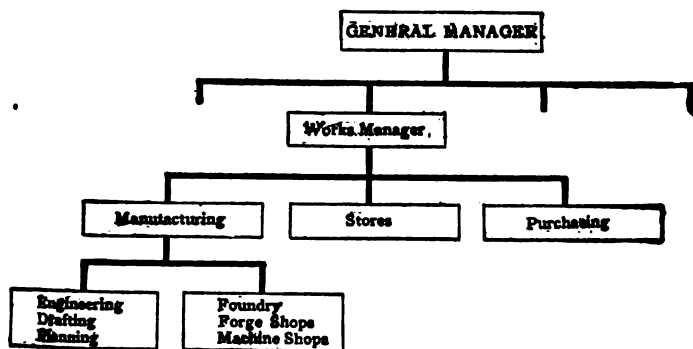 GENERAL MANAGER
Works Manager
Manufacturing
Stores
Purchasing
Engineering
Drafting
Planning
Foundry
Forge Shops
Machine Shops